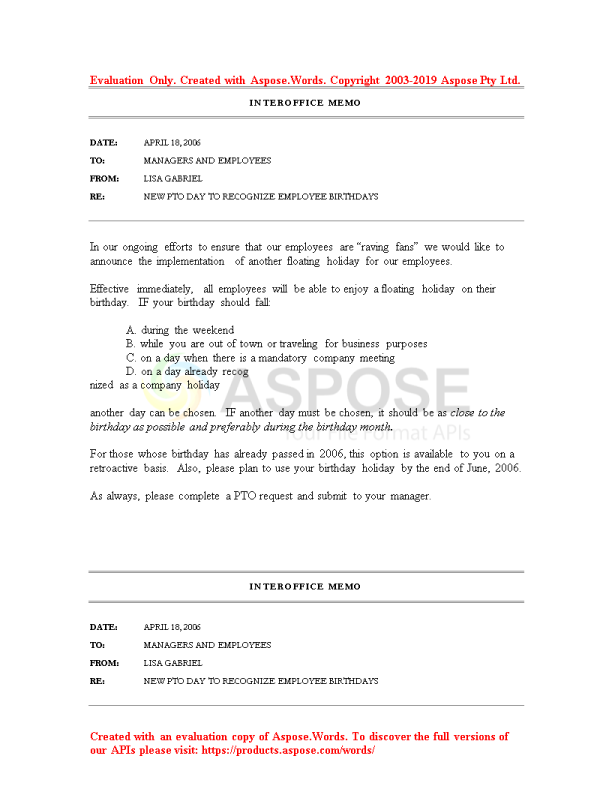 Evaluation Only. Created with Aspose.Words. Copyright 2003-2019 Aspose Pty Ltd.
INTEROFFICE MEMO
DATE: APRIL 18, 2006
TO: MANAGERS AND EMPLOYEES
FROM: LISA GABRIEL
RE: NEW PTO DAY TO RECOGNIZE EMPLOYEE BIRTHDAYS
In our ongoing efforts to ensure that our employees are “raving fans” we would like to
announce the implementation of another floating holiday for our employees.
Effective immediately, all employees will be able to enjoy a floating holiday on their
birthday. IF your birthday should fall:
A. during the weekend
B. while you are out of town or traveling for business purposes
C. on a day when there is a mandatory company meeting
D. on a day already recog
nized as a company holiday
ASPOSE
another day can be chosen. IF another day must be chosen, it should be as close to the
birthday as possible and preferably during the birthday month.
Your File Format APIs
For those whose birthday has already passed in 2006, this option is available to you on a
retroactive basis. Also, please plan to use your birthday holiday by the end of June, 2006.
As always, please complete a PTO request and submit to your manager.
INTEROFFICE MEMO
DATE: APRIL 18, 2006
TO: MANAGERS AND EMPLOYEES
FROM: LISA GABRIEL
RE: NEW PTO DAY TO RECOGNIZE EMPLOYEE BIRTHDAYS
Created with an evaluation copy of Aspose.Words. To discover the full versions of
our APIs please visit: https://products.aspose.com/words/